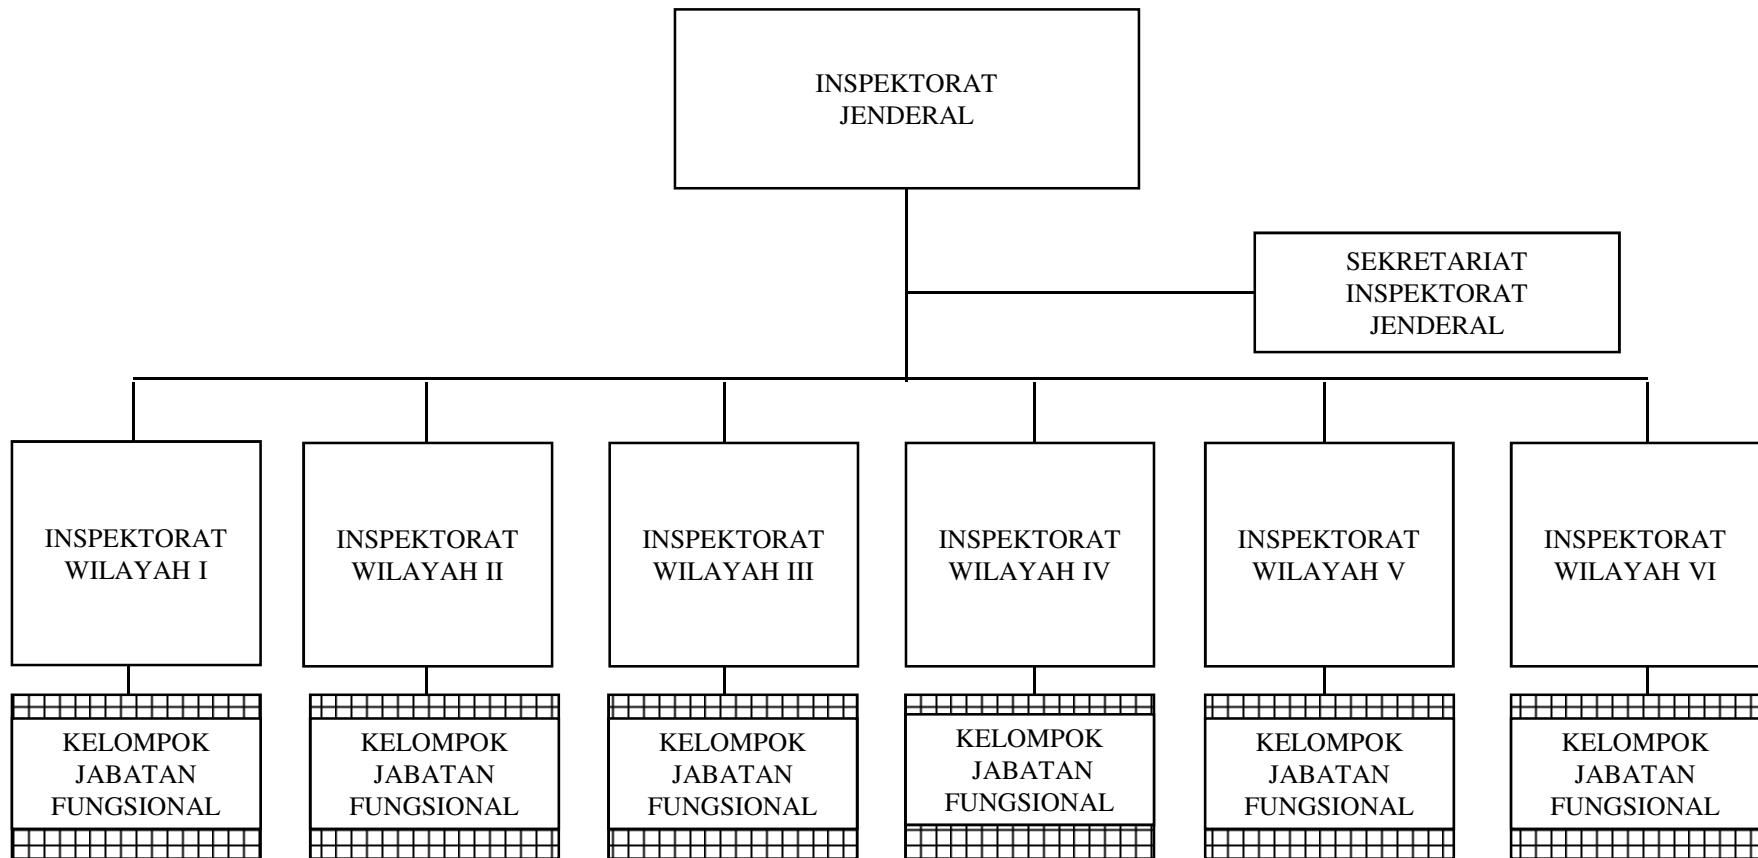 INSPEKTORAT
JENDERAL
SEKRETARIAT
INSPEKTORAT
JENDERAL
INSPEKTORAT
WILAYAH I
INSPEKTORAT
WILAYAH II
INSPEKTORAT
WILAYAH III
INSPEKTORAT
WILAYAH IV
INSPEKTORAT
WILAYAH V
INSPEKTORAT
WILAYAH VI
KELOMPOK
JABATAN
FUNGSIONAL
KELOMPOK
JABATAN
FUNGSIONAL
KELOMPOK
JABATAN
FUNGSIONAL
KELOMPOK
JABATAN
FUNGSIONAL
KELOMPOK
JABATAN
FUNGSIONAL
KELOMPOK
JABATAN
FUNGSIONAL